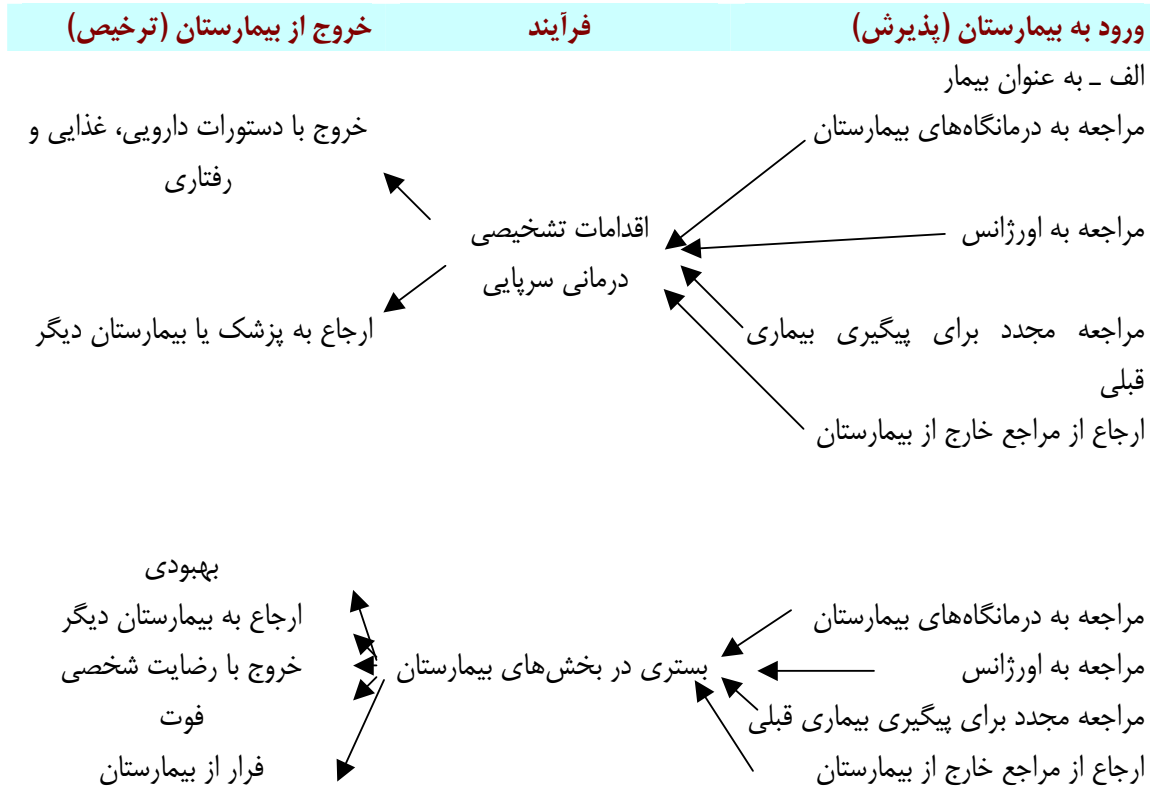 ورود به بیمارستان (پذیرش)
فرآیند
خروج از بیمارستان (ترخیص)
الف ـ به عنوان بیمار
مراجعه به درمانگاه‌های بیمارستان
خروج با دستورات دارویی، غذایی و
رفتاری
مراجعه به اورژانس
اقدامات تشخیصی
درمانی سرپایی
مراجعه مجدد برای پیگیری بیماری
قبلی
ارجاع به پزشک یا بیمارستان دیگر
ارجاع از مراجع خارج از بیمارستان
بهبودی
مراجعه به درمانگاه‌های بیمارستان
ارجاع به بیمارستان دیگر
مراجعه به اورژانس
بستری در بخش‌های بیمارستان
خروج با رضایت شخصی
مراجعه مجدد برای پیگیری بیماری قبلی
فوت
ارجاع از مراجع خارج از بیمارستان
فرار از بیمارستان